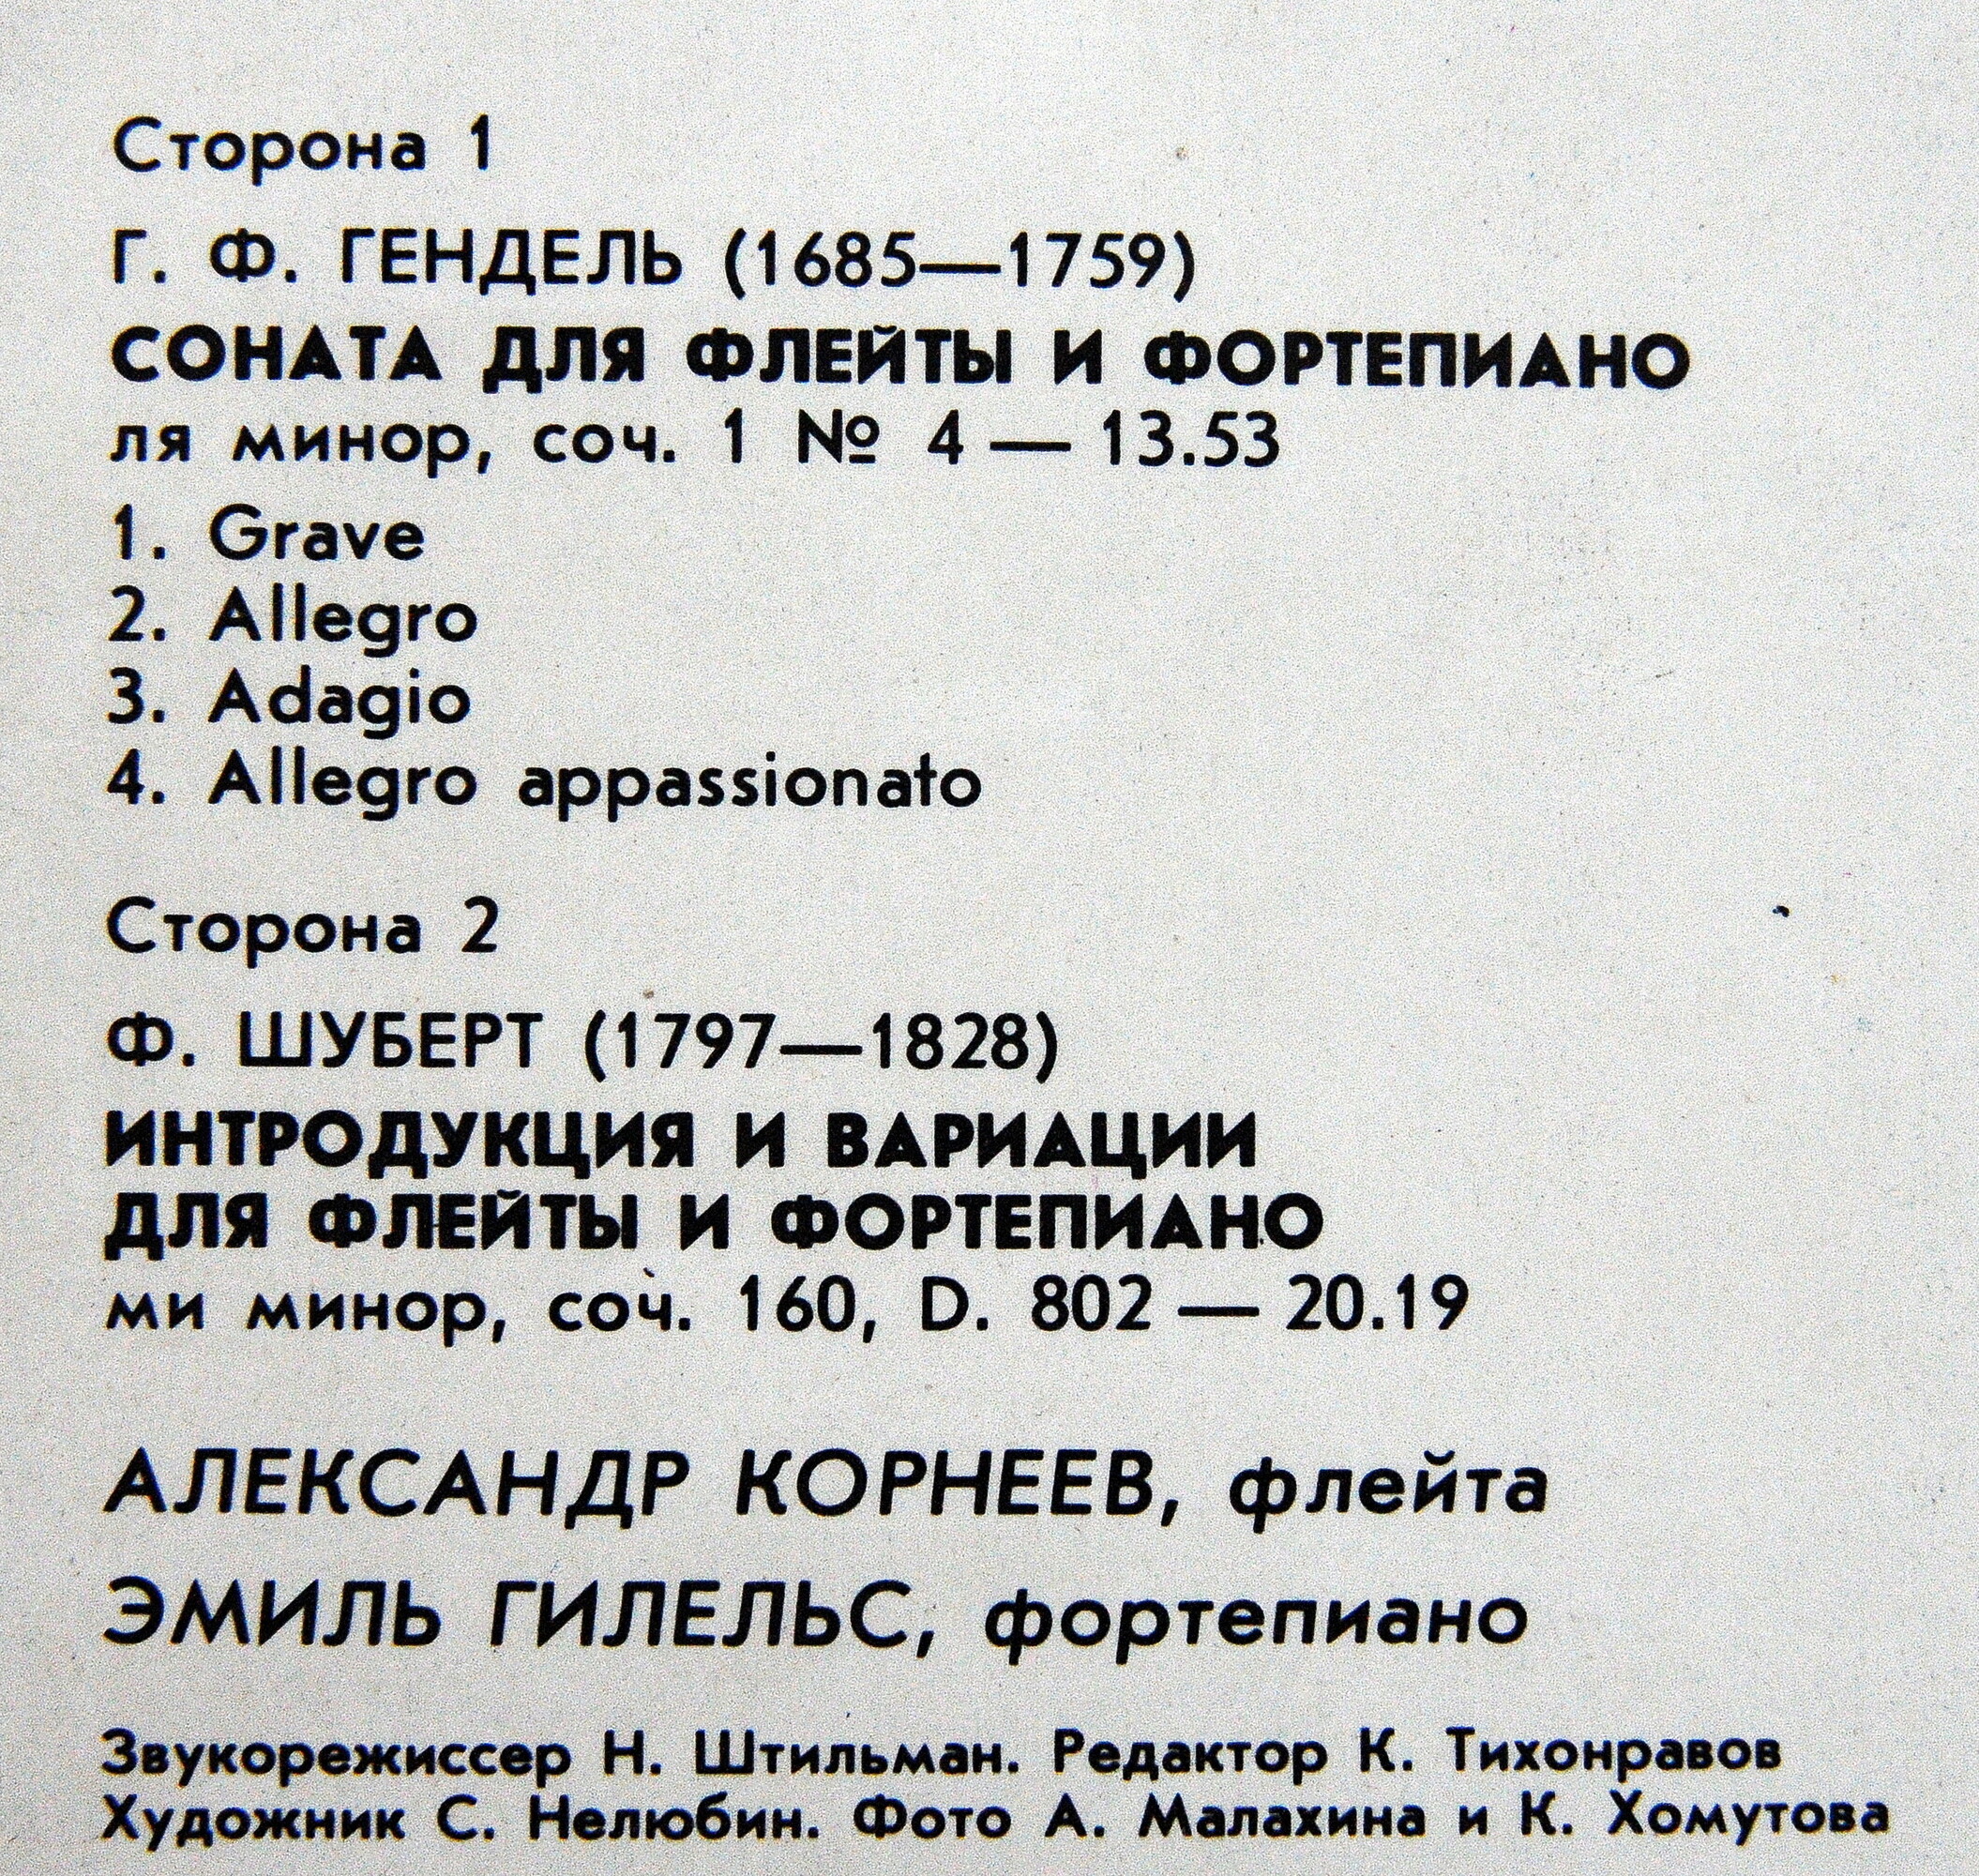 Сторона 1
Г. Ф. ГЕНДЕЛЬ (1685—1759)
СОНАТА ДЛЯ ФЛЕЙТЫ И ФОРТЕПИАНО
ля минор, соч. 1 № 4 — 13.53
1. Grave
2. Allegro
3. Adagio
4. Allegro appassionato
Сторона 2
Ф. ШУБЕРТ (1797—1828)
ИНТРОДУКЦИЯ И ВАРИАЦИИ
ДЛЯ ФЛЕЙТЫ И ФОРТЕПИАНО
ми минор, соч. 160, D. 802 — 20.19
АЛЕКСАНДР КОРНЕЕВ, флейта
ЭМИЛЬ ГИЛЕЛЬС, фортепиано
Звукорежиссер Н. Штильман. Редактор К. Тихонравов
Художник С. Нелюбин. Фото А. Малахина и К. Хомутова